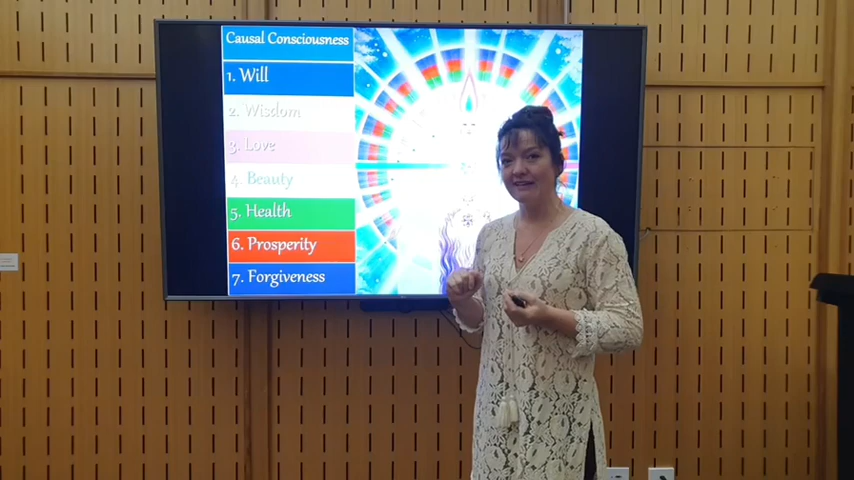 Causal Consciousness
1. Will
2. Wisdom
3. Love
4. Beauty
5. Health
6. Prosperity
7. Forgiveness